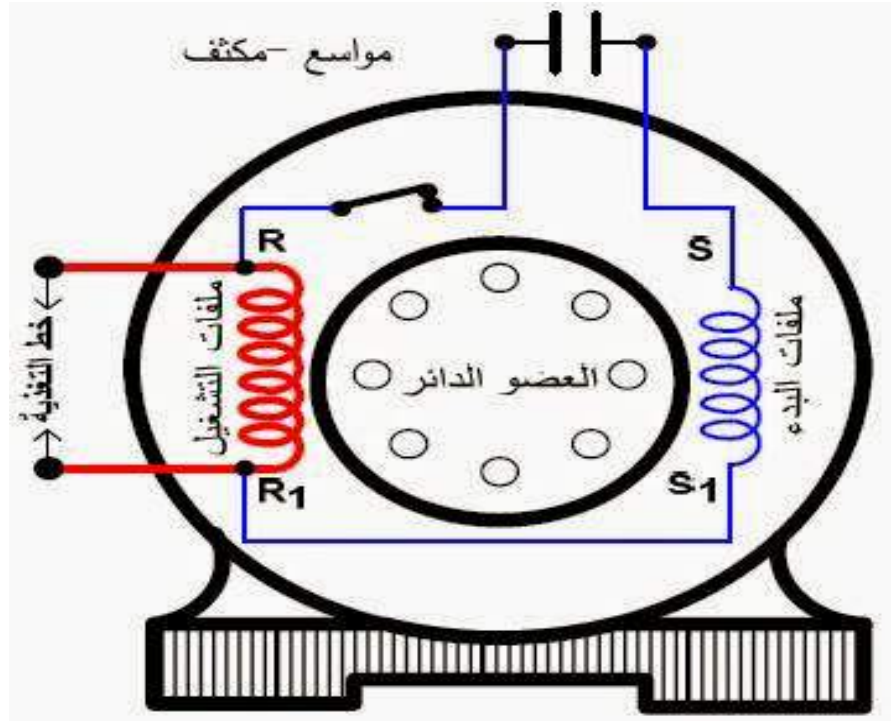 مواسع -مكثف
R
S
خط التغذية
ملفات التشغيل
العضو الدائر
ملفات البدء
R1
S1